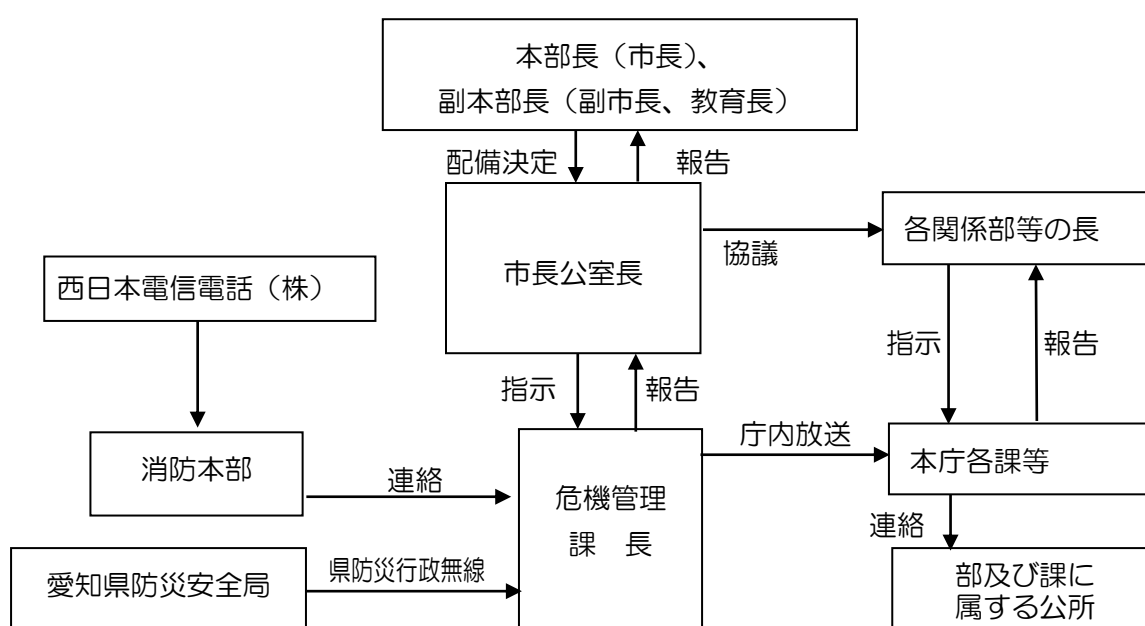 本部長（市長）、
副本部長（副市長、教育長）
配備決定
報告
市長公室長
協議
各関係部等の長
西日本電信電話（株）
指示
報告
指示
報告
消防本部
連絡
危機管理
課　長
庁内放送
本庁各課等
連絡
愛知県防災安全局
県防災行政無線
部及び課に
属する公所